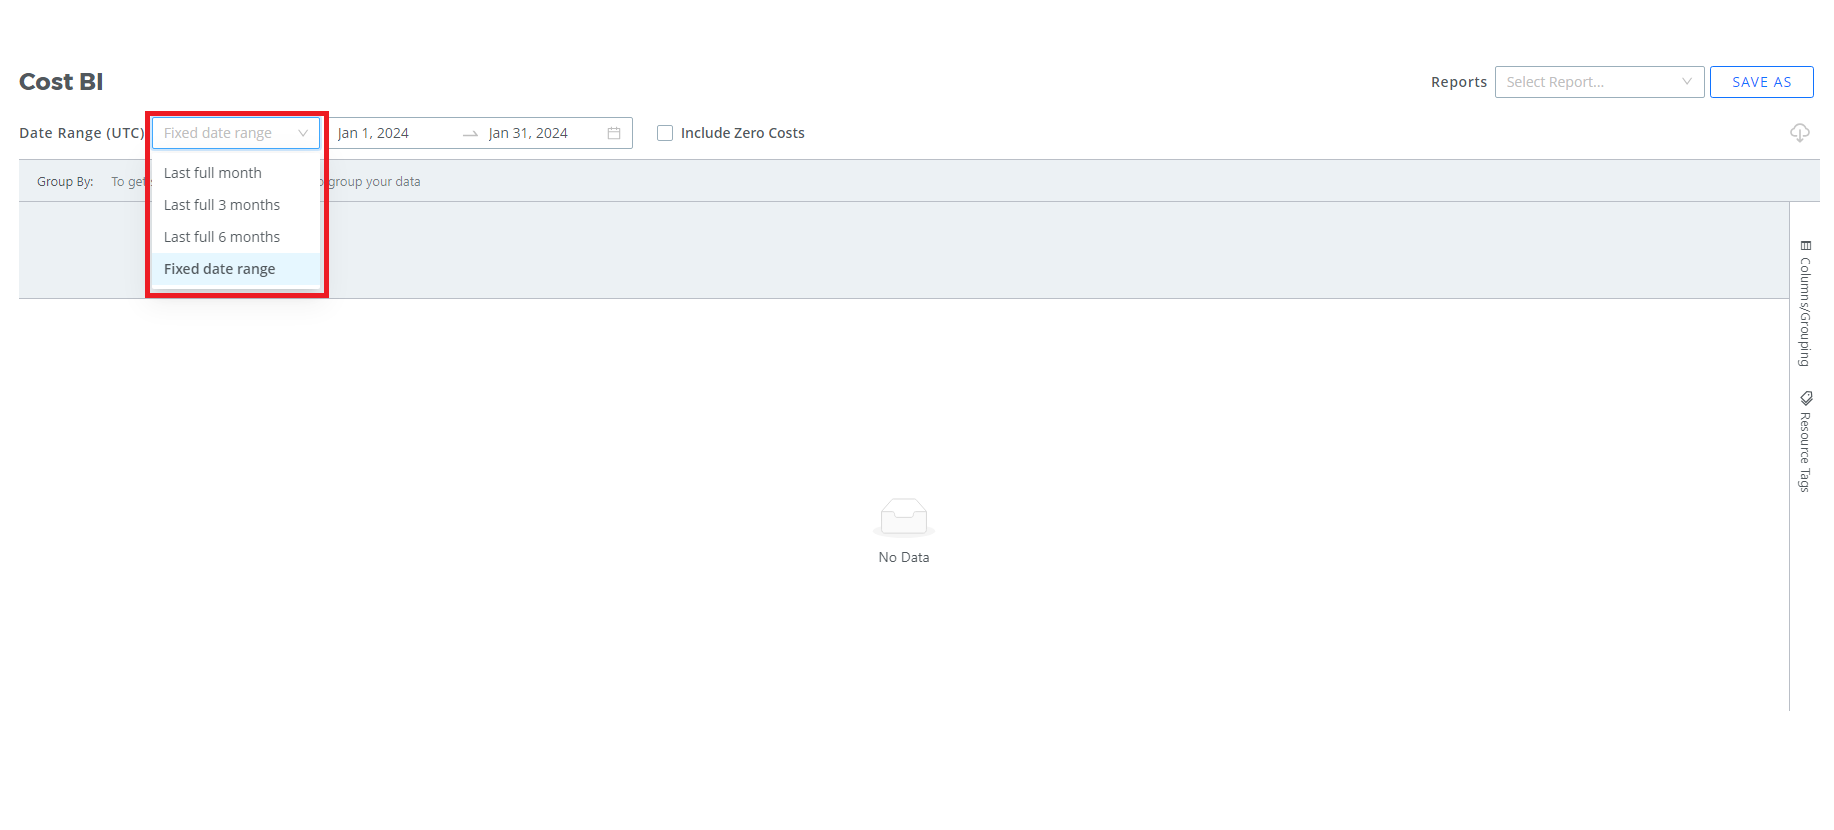 Cost BI
Reports Select Report... SAVE AS
Date Range (UTC) Fixed date range Jan 1, 2024 Jan 31, 2024 Include Zero Costs
Group By: To get group your data
Last full month
Last full 3 months
Last full 6 months
Fixed date range
Columns/Grouping
Resource Tags
No Data